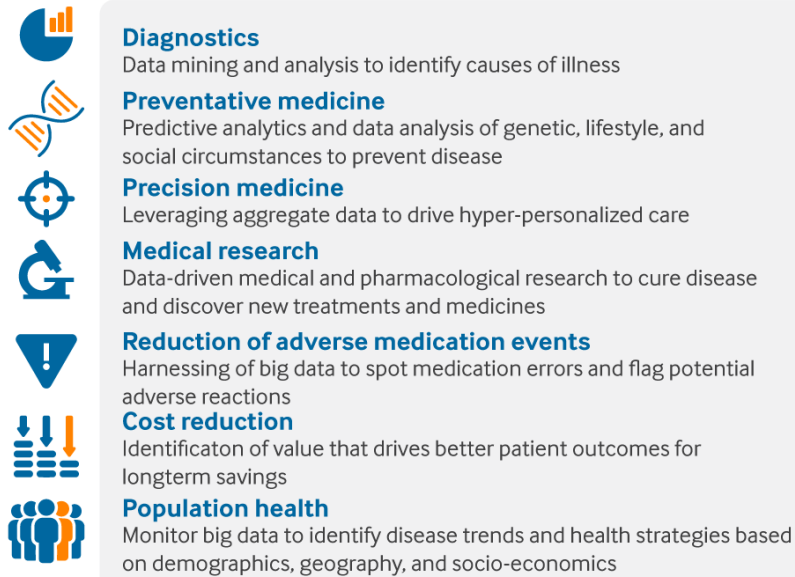 Diagnostics
Data mining and analysis to identify causes of illness
Preventative medicine
Predictive analytics and data analysis of genetic, lifestyle, and
social circumstances to prevent disease
Precision medicine
Leveraging aggregate data to drive hyper-personalized care
Medical research
Data-driven medical and pharmacological research to cure disease
and discover new treatments and medicines
Reduction of adverse medication events
Harnessing of big data to spot medication errors and flag potential
adverse reactions
Cost reduction
Identificaton of value that drives better patient outcomes for
longterm savings
Population health
Monitor big data to identify disease trends and health strategies based
on demographics, geography, and socio-economics